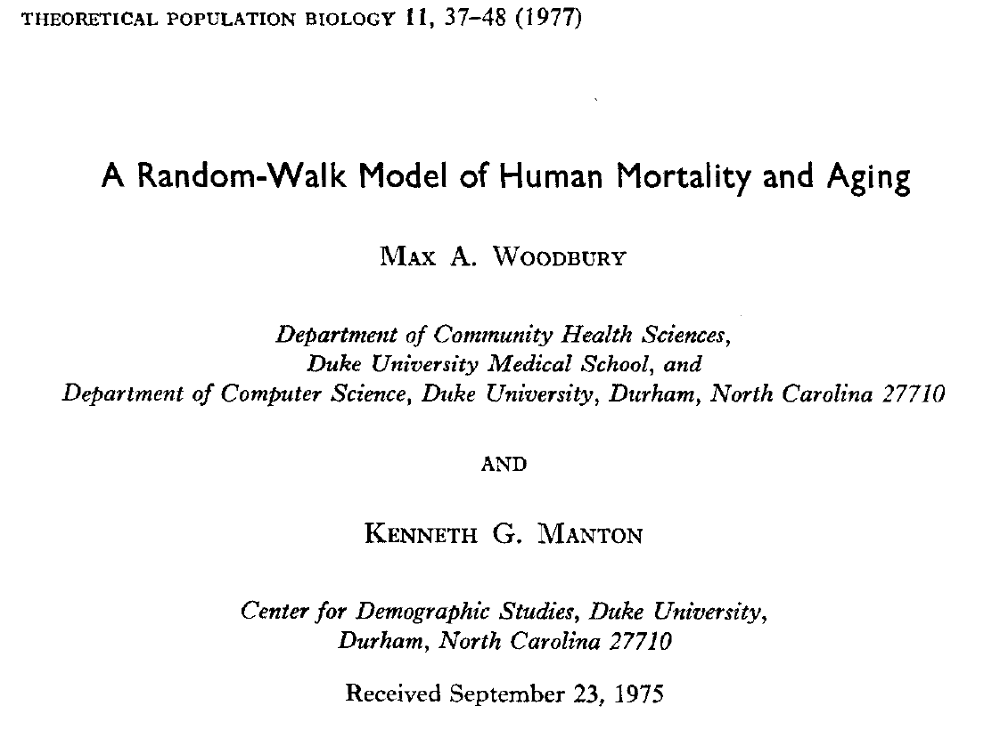 THEORETICAL POPULATION BIOLOGY 11, 37–48 (1977)
A Random-Walk Model of Human Mortality and Aging
MAX A. WOODBURY
Department of Community Health Sciences,
Duke University Medical School, and
Department of Computer Science, Duke University, Durham, North Carolina 27710
AND
KENNETH G. MANTON
Center for Demographic Studies, Duke University,
Durham, North Carolina 27710
Received September 23, 1975